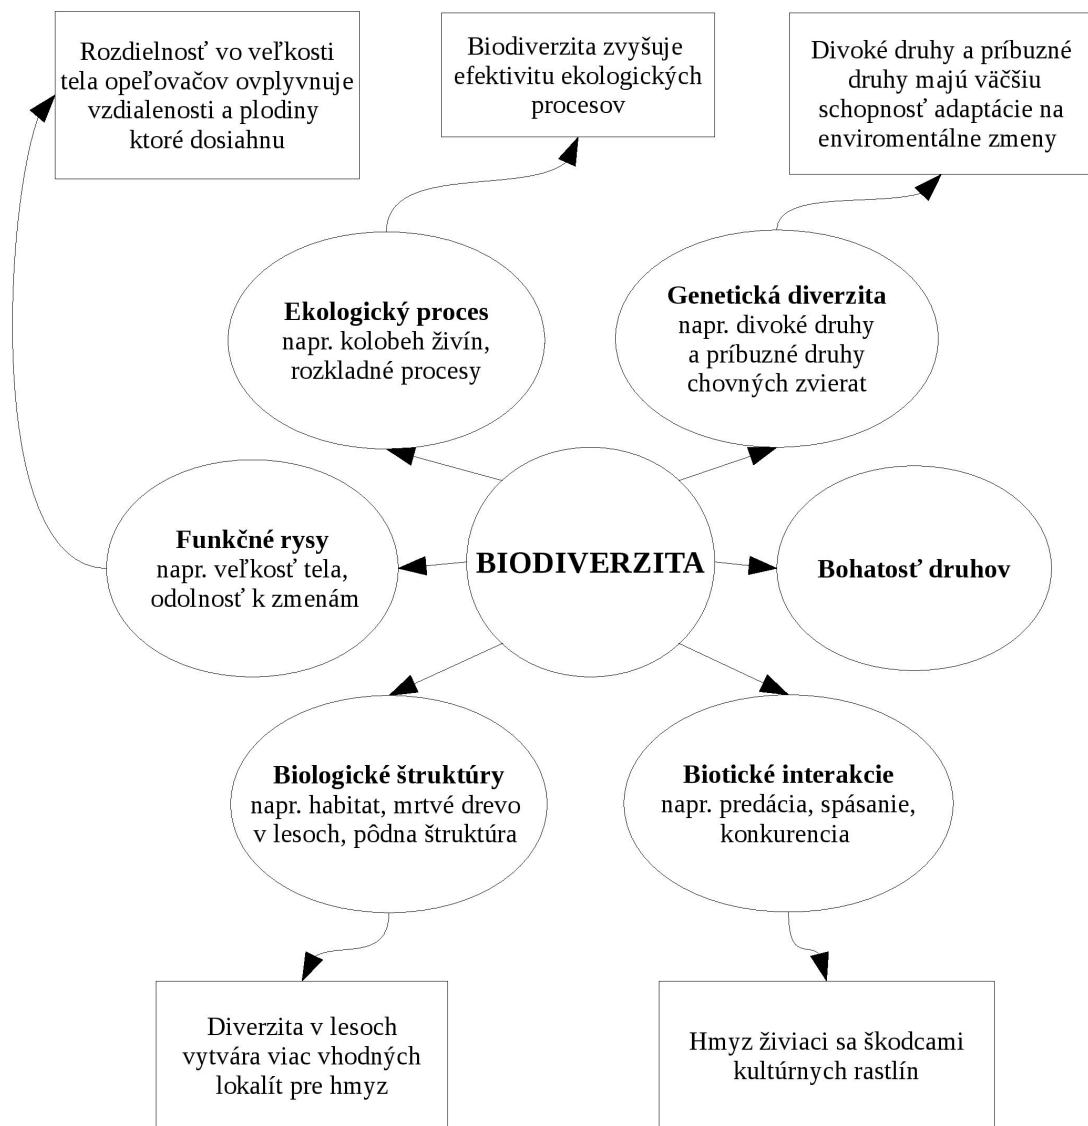 Rozdielnosť vo veľkosti
tela opeľovačov ovplyvnuje
vzdialenosti a plodiny
ktoré dosiahnu
Biodiverzita zvyšuje
efektivitu ekologických
procesov
Divoké druhy a príbuzné
druhy majú väčšiu
schopnosť adaptácie na
enviromentálne zmeny
Ekologický proces
napr. kolobeh živín,
rozkladné procesy
Genetická diverzita
napr. divoké druhy
a príbuzné druhy
chovných zvierat
Funkčné rysy
napr. veľkosť tela,
odolnosť k zmenám
BIODIVERZITA
Bohatosť druhov
Biologické štruktúry
napr. habitat, mrtvé drevo
v lesoch, pôdna štruktúra
Biotické interakcie
napr. predácia, spásanie,
konkurencia
Diverzita v lesoch
vytvára viac vhodných
lokalít pre hmyz
Hmyz živiaci sa škodcami
kultúrnych rastlín